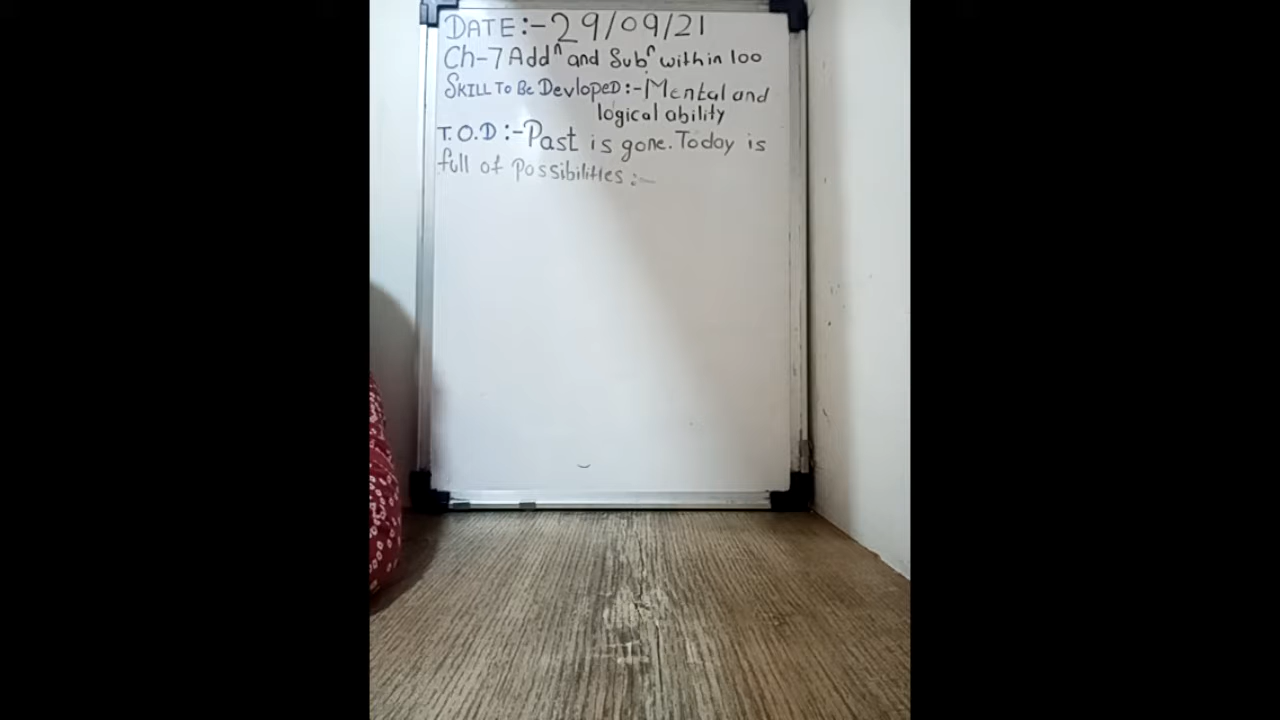 DATE:-29/09/21
Ch-7 Addⁿ and Subⁿ within 100
SKILL TO BE DevloPeD:-Mental and
logical ability
T.O.D:-Past is gone. Today is
full of Possibilities:-